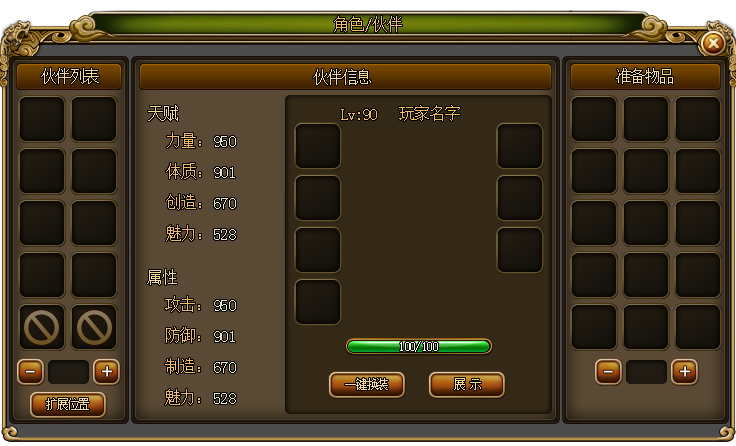 角色/伙伴
伙伴列表
伙伴信息
准备物品
天赋
力量：950
体质：901
创造：670
魅力：528
属性
攻击：950
防御：901
制造：670
魅力：528
Lv:90 玩家名字
100/100
一键换装
展示
扩展位置